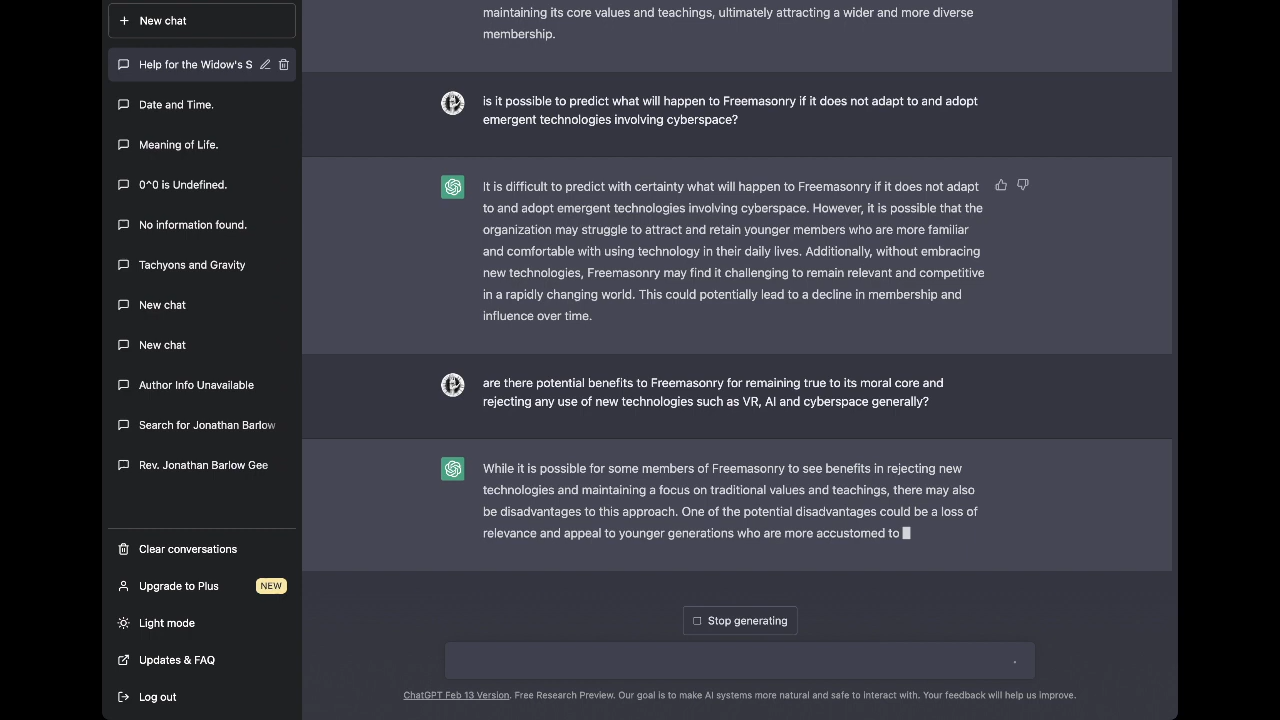 New chat
Help for the Widow's S
Date and Time.
Meaning of Life.
0^0 is Undefined.
No information found.
Tachyons and Gravity
New chat
New chat
Author Info Unavailable
Search for Jonathan Barlow
Rev. Jonathan Barlow Gee
Clear conversations
Upgrade to Plus NEW
Light mode
Updates & FAQ
Log out
maintaining its core values and teachings, ultimately attracting a wider and more diverse
membership.
is it possible to predict what will happen to Freemasonry if it does not adapt to and adopt
emergent technologies involving cyberspace?
It is difficult to predict with certainty what will happen to Freemasonry if it does not adapt
to and adopt emergent technologies involving cyberspace. However, it is possible that the
organization may struggle to attract and retain younger members who are more familiar
and comfortable with using technology in their daily lives. Additionally, without embracing
new technologies, Freemasonry may find it challenging to remain relevant and competitive
in a rapidly changing world. This could potentially lead to a decline in membership and
influence over time.
are there potential benefits to Freemasonry for remaining true to its moral core and
rejecting any use of new technologies such as VR, AI and cyberspace generally?
While it is possible for some members of Freemasonry to see benefits in rejecting new
technologies and maintaining a focus on traditional values and teachings, there may also
be disadvantages to this approach. One of the potential disadvantages could be a loss of
relevance and appeal to younger generations who are more accustomed to
Stop generating
ChatGPT Feb 13 Version. Free Research Preview. Our goal is to make AI systems more natural and safe to interact with. Your feedback will help us improve.